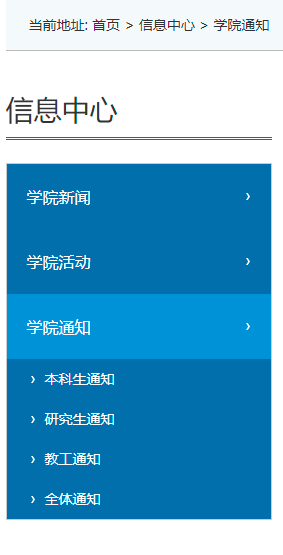 当前地址: 首页 > 信息中心 > 学院通知
信息中心
学院新闻 ›
学院活动 ›
学院通知 ›
› 本科生通知
› 研究生通知
› 教工通知
› 全体通知